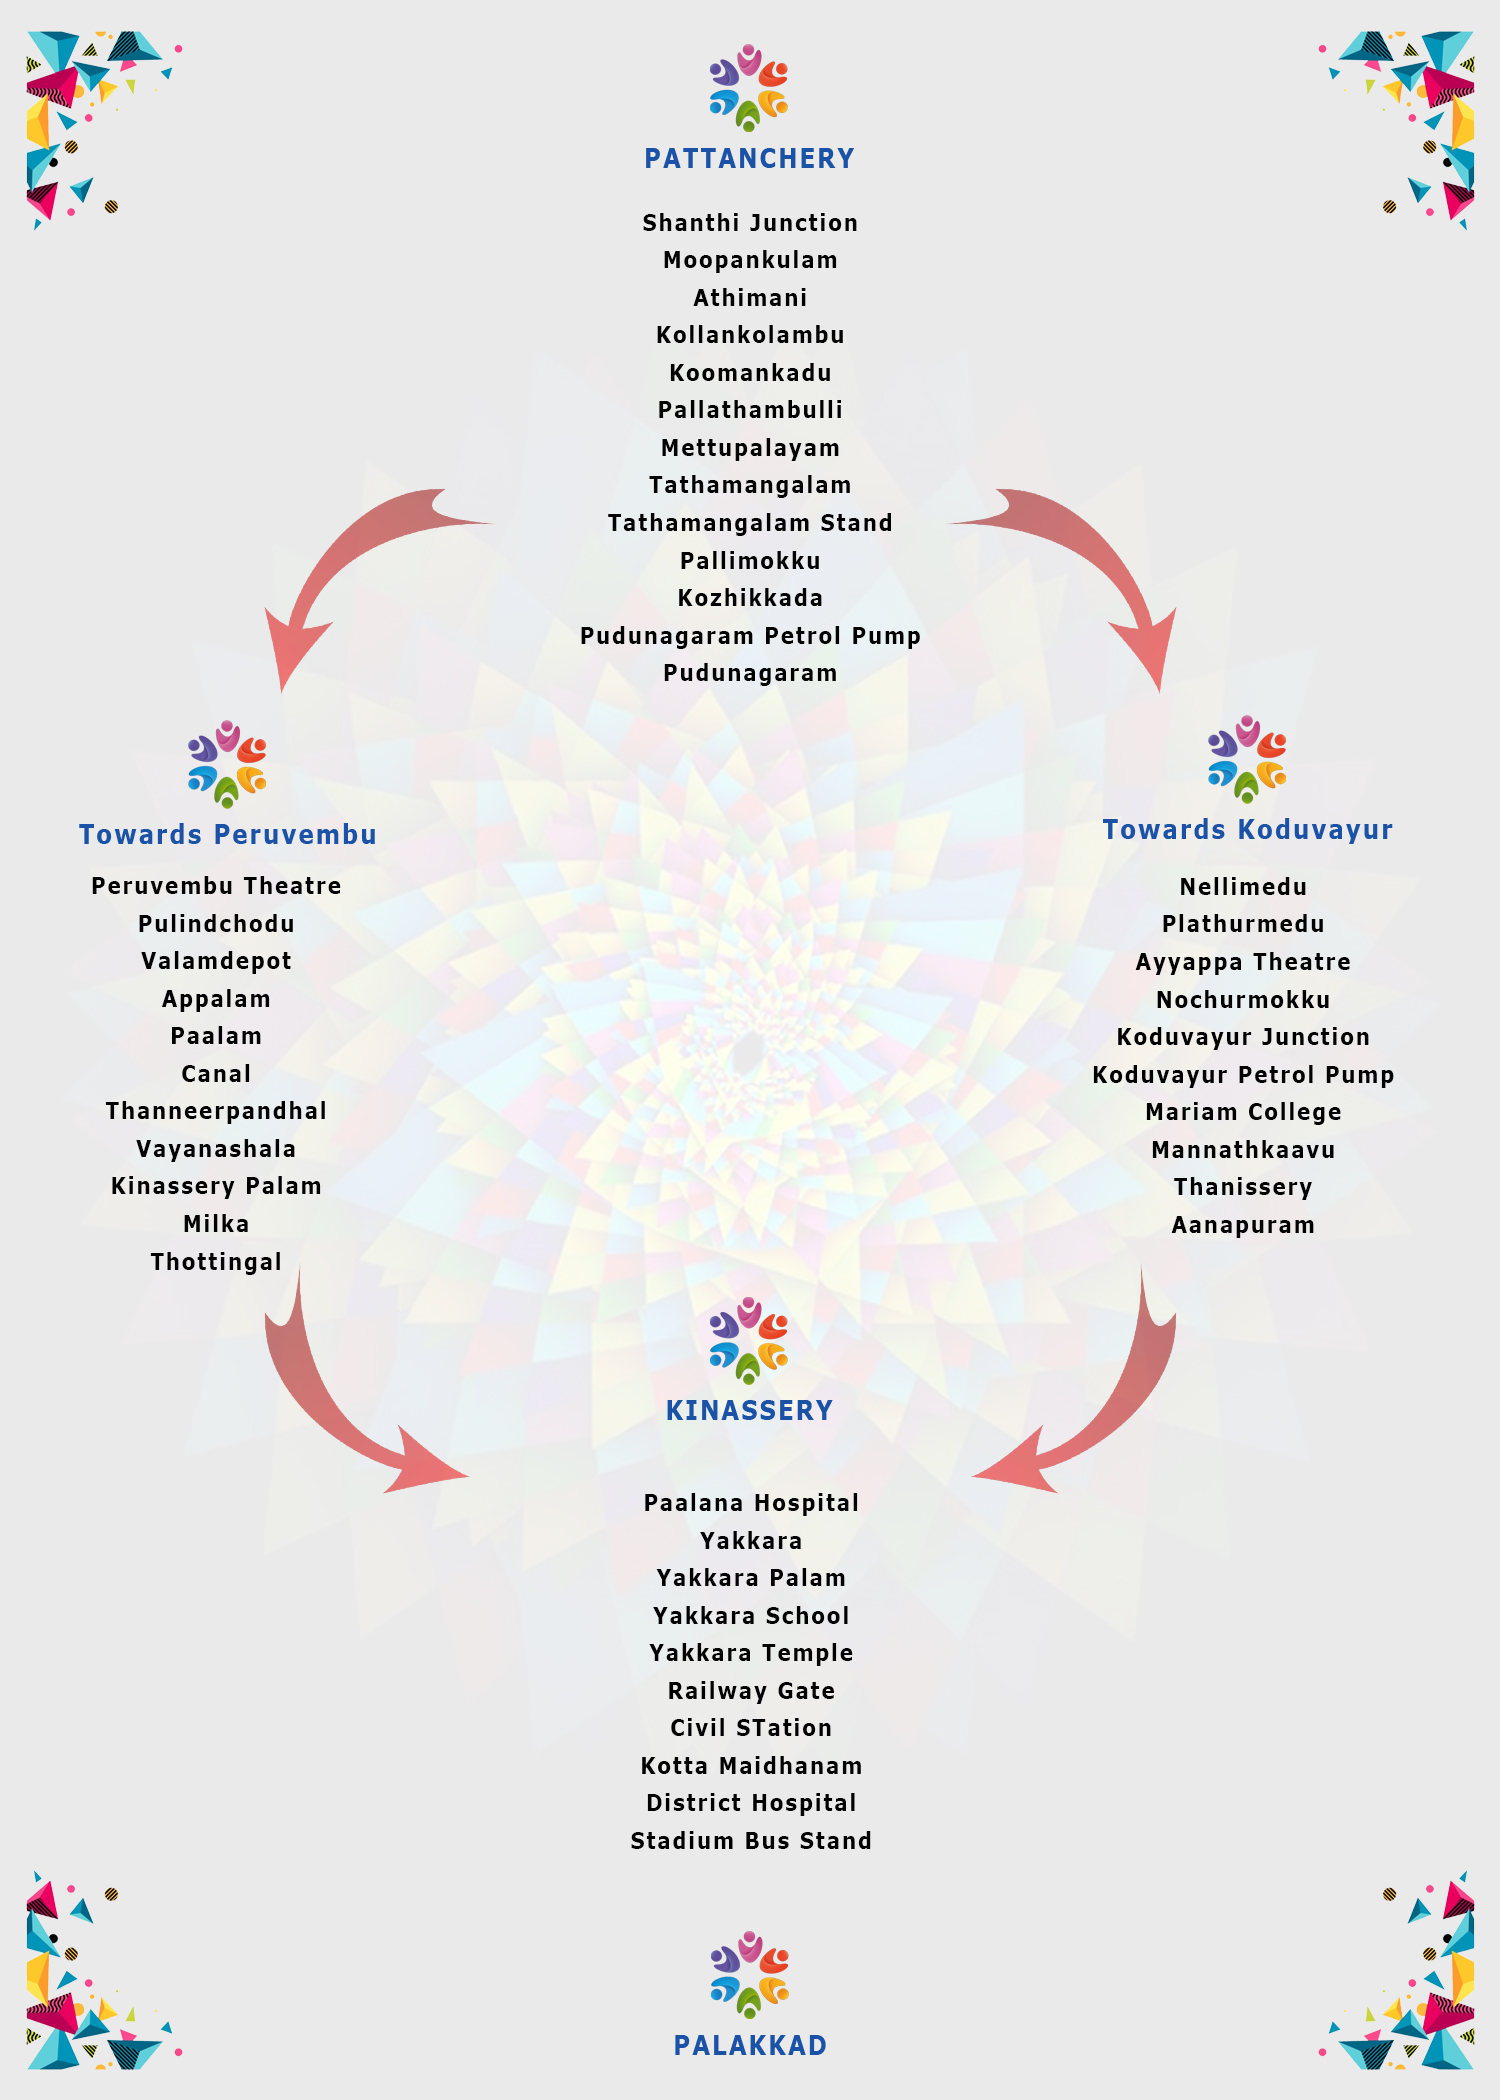 PATTANCHERY
Shanthi Junction
Moopankulam
Athimani
Kollankolambu
Koomankadu
Pallathambulli
Mettupalayam
Tathamangalam
Tathamangalam Stand
Pallimokku
Kozhikkada
Pudunagaram Petrol Pump
Pudunagaram
Towards Peruvembu
Peruvembu Theatre
Pulindchodu
Valamdepot
Appalam
Paalam
Canal
Thanneerpandhal
Vayanashala
Kinassery Palam
Milka
Thottingal
Towards Koduvayur
Nellimedu
Plathurmedu
Ayyappa Theatre
Nochurmokku
Koduvayur Junction
Koduvayur Petrol Pump
Mariam College
Mannathkaavu
Thanissery
Aanapuram
KINASSERY
Paalana Hospital
Yakkara
Yakkara Palam
Yakkara School
Yakkara Temple
Railway Gate
Civil STation
Kotta Maidhanam
District Hospital
Stadium Bus Stand
PALAKKAD